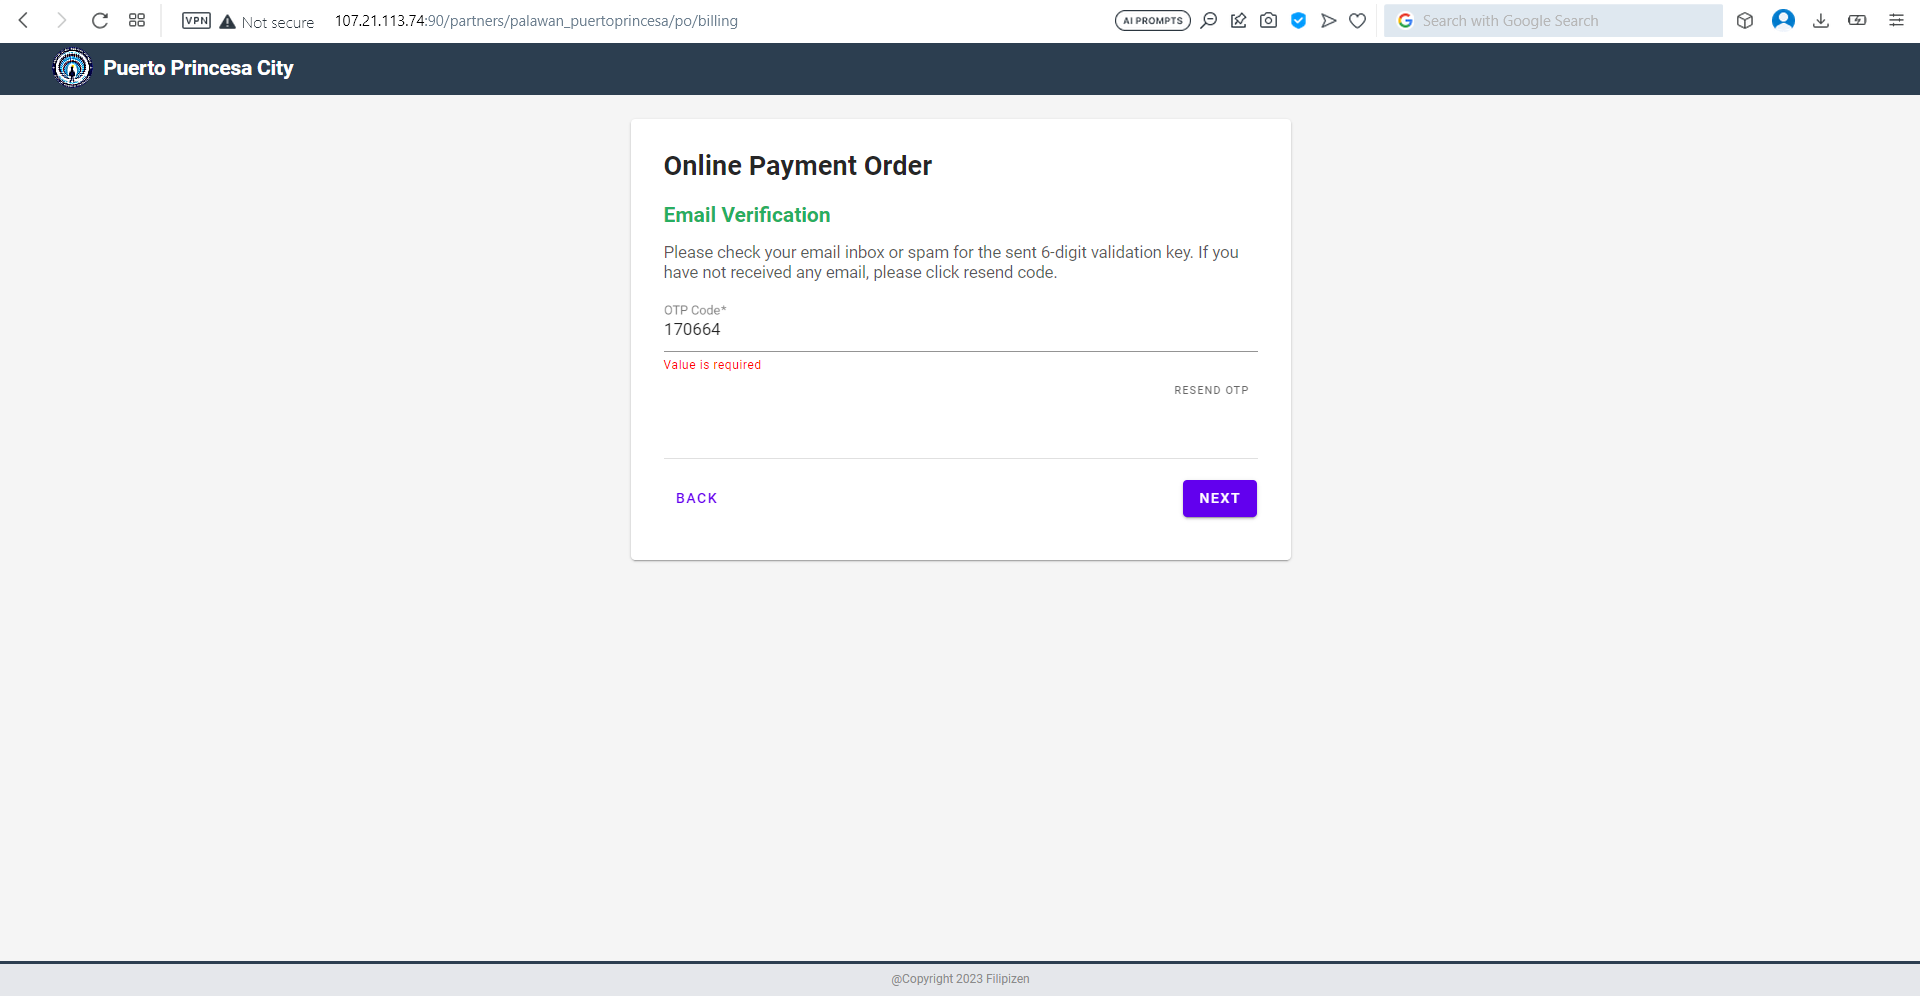 VPN
Not secure
107.21.113.74:90/partners/palawan_puertoprincesa/po/billing
AI PROMPTS
Search with Google Search
Puerto Princesa City
Online Payment Order
Email Verification
Please check your email inbox or spam for the sent 6-digit validation key. If you
have not received any email, please click resend code.
OTP Code*
170664
Value is required
RESEND OTP
BACK
NEXT
@Copyright 2023 Filipizen